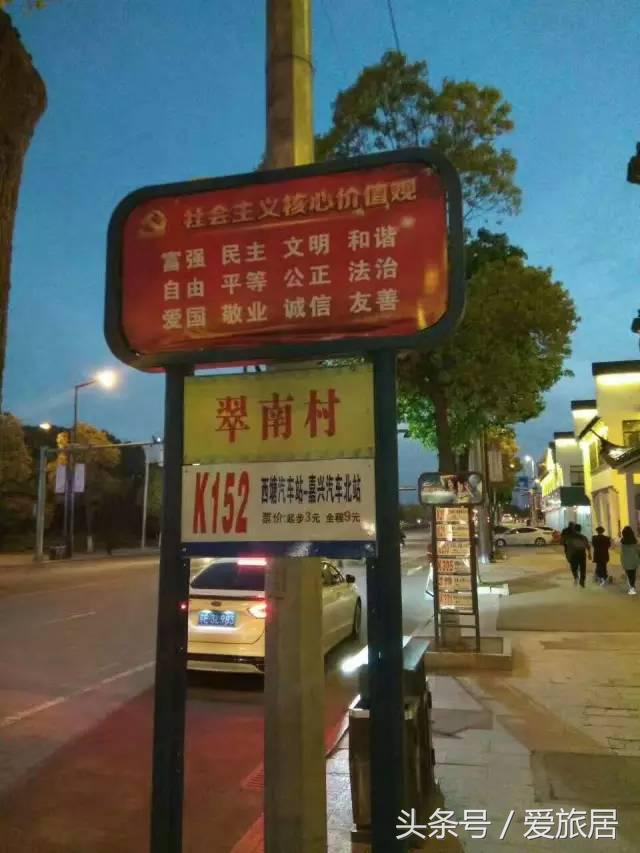 社会主义核心价值观
富强 民主 文明 和谐
自由 平等 公正 法治
爱国 敬业 诚信 友善
翠南村
K152
西塘汽车站-嘉兴汽车北站
票价:起步3元 全程9元
头条号 / 爱旅居